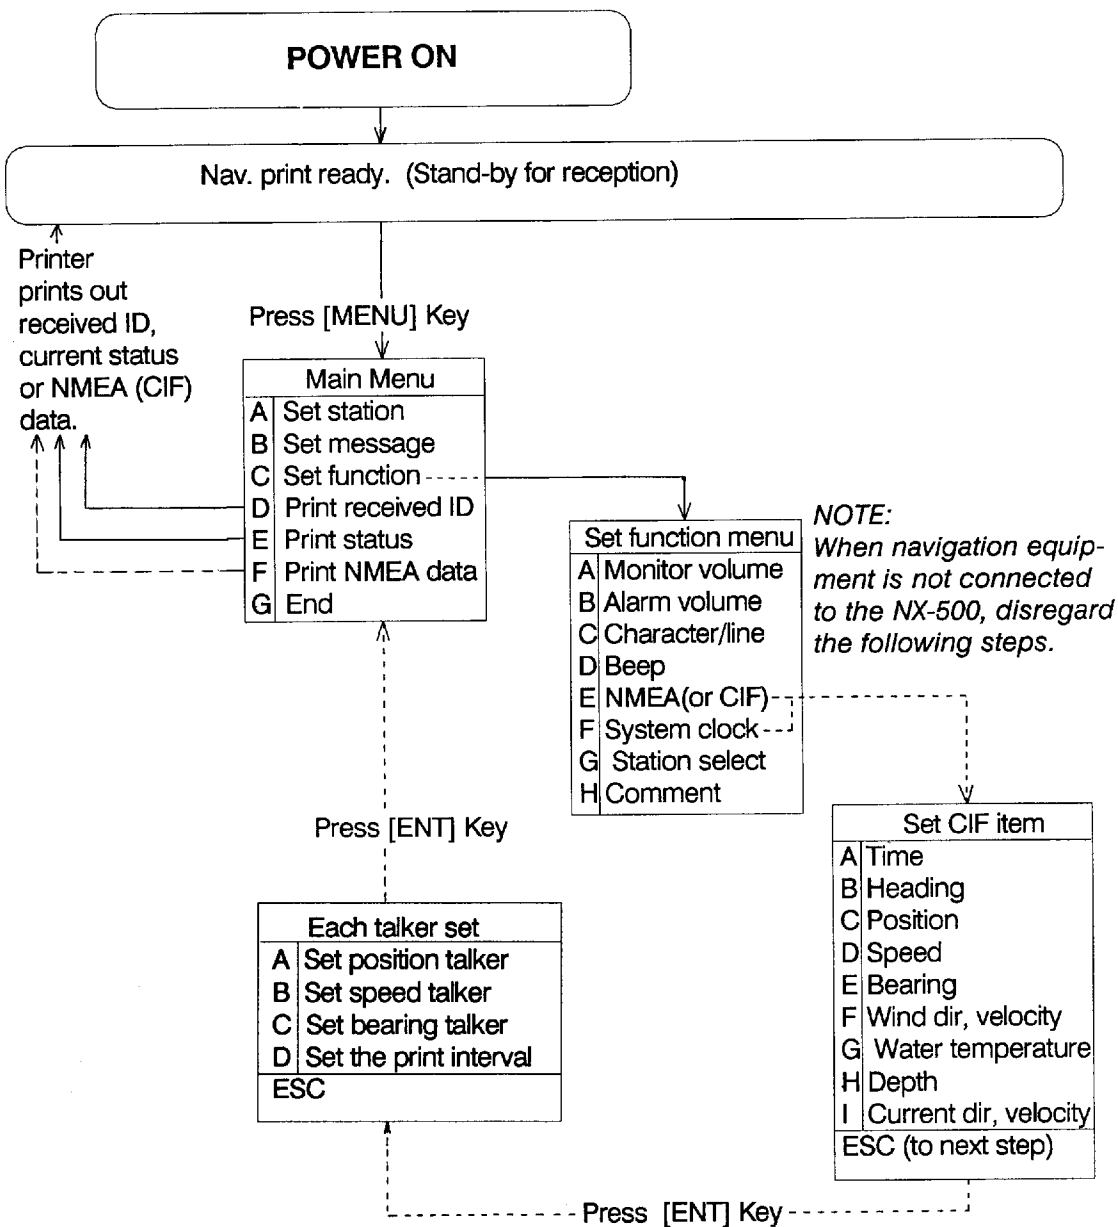 POWER ON
Nav. print ready. (Stand-by for reception)
Printer
prints out
received ID,
current status
or NMEA (CIF)
data.
Press [MENU] Key
Main Menu
A Set station
B Set message
C Set function
D Print received ID
E Print status
F Print NMEA data
G End
Set function menu
A Monitor volume
B Alarm volume
C Character/line
D Beep
E NMEA(or CIF)
F System clock
G Station select
H Comment
NOTE:
When navigation equip-
ment is not connected
to the NX-500, disregard
the following steps.
Set CIF item
A Time
B Heading
C Position
D Speed
E Bearing
F Wind dir, velocity
G Water temperature
H Depth
I Current dir, velocity
ESC (to next step)
Press [ENT] Key
Each talker set
A Set position talker
B Set speed talker
C Set bearing talker
D Set the print interval
ESC
Press [ENT] Key